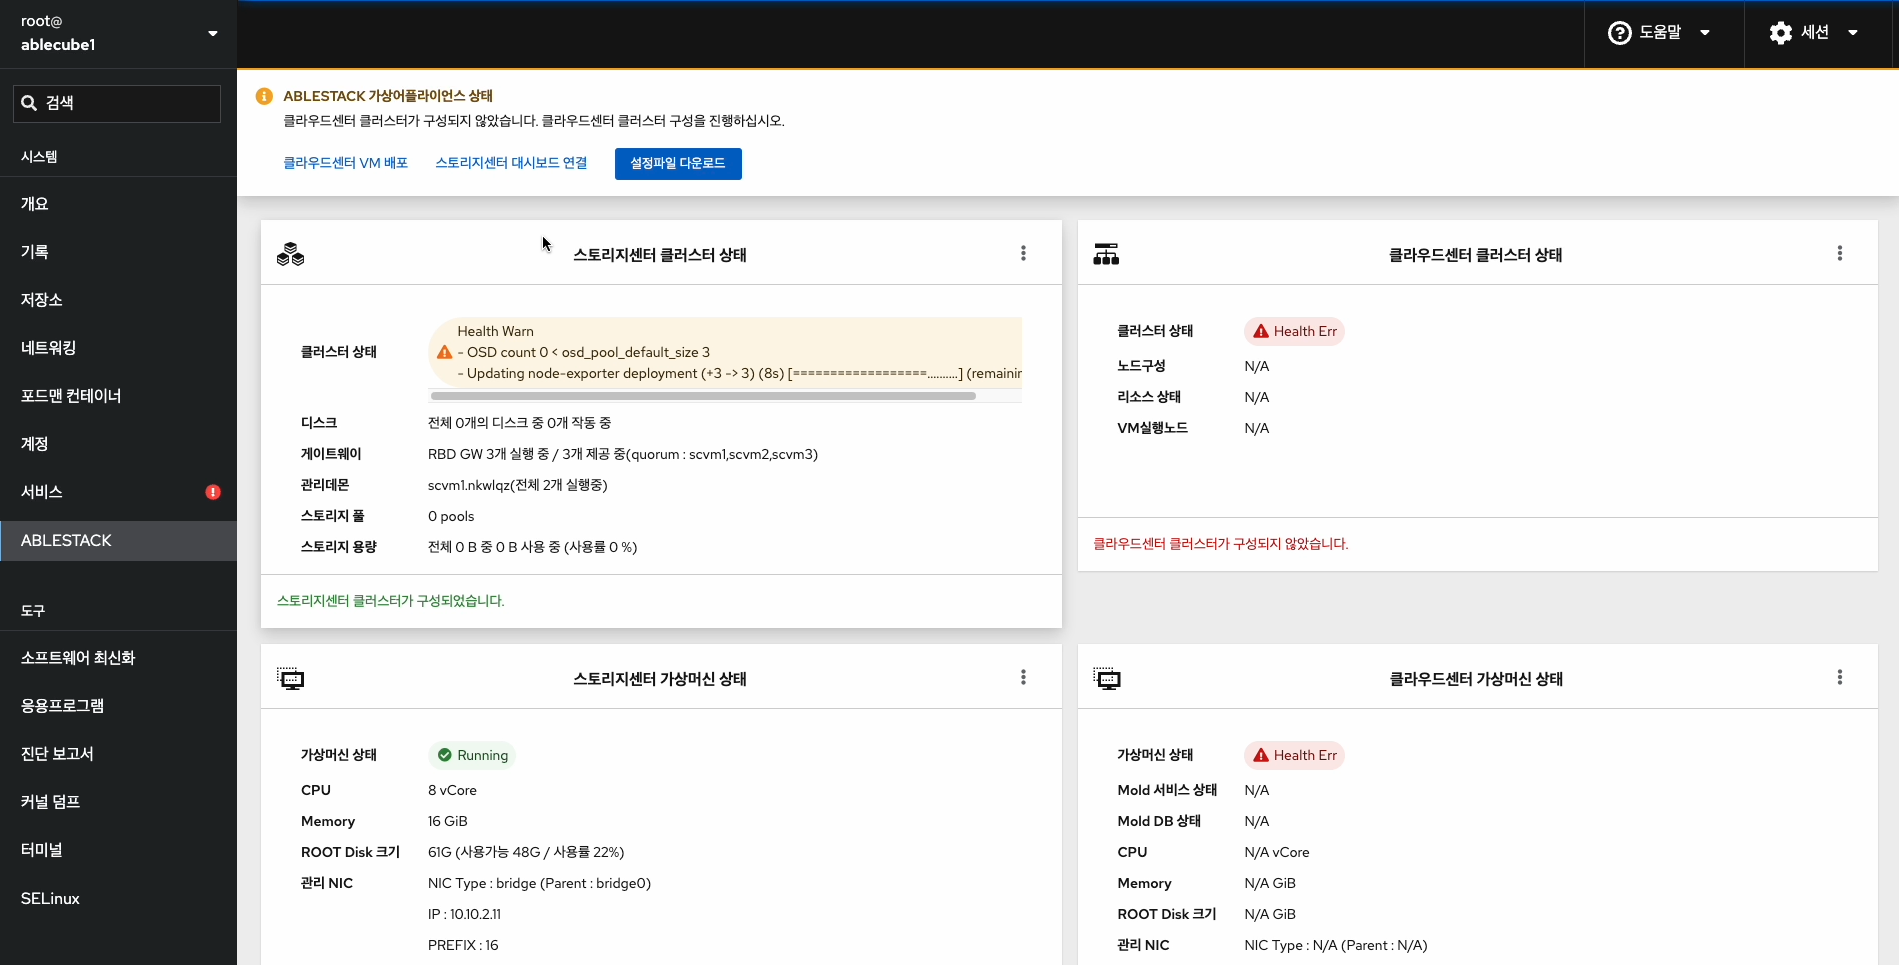 root@
ablecube1
도움말
세션
검색
시스템
개요
기록
저장소
네트워킹
포드맨 컨테이너
계정
서비스
ABLESTACK
도구
소프트웨어 최신화
응용프로그램
진단 보고서
커널 덤프
터미널
SELinux
ABLESTACK 가상어플라이언스 상태
클라우드센터 클러스터가 구성되지 않았습니다. 클라우드센터 클러스터 구성을 진행하십시오.
클라우드센터 VM 배포 스토리지센터 대시보드 연결 설정파일 다운로드
스토리지센터 클러스터 상태
클러스터 상태
Health Warn
- OSD count 0 < osd_pool_default_size 3
- Updating node-exporter deployment (+3 -> 3) (8s) [==================..........] (remainin
디스크 전체 0개의 디스크 중 0개 작동 중
게이트웨이 RBD GW 3개 실행 중 / 3개 제공 중(quorum : scvm1,scvm2,scvm3)
관리데몬 scvm1.nkwlqz(전체 2개 실행중)
스토리지 풀 0 pools
스토리지 용량 전체 0 B 중 0 B 사용 중 (사용률 0 %)
스토리지센터 클러스터가 구성되었습니다.
클라우드센터 클러스터 상태
클러스터 상태 Health Err
노드구성 N/A
리소스 상태 N/A
VM실행노드 N/A
클라우드센터 클러스터가 구성되지 않았습니다.
스토리지센터 가상머신 상태
가상머신 상태 Running
CPU 8 vCore
Memory 16 GiB
ROOT Disk 크기 61G (사용가능 48G / 사용률 22%)
관리 NIC NIC Type : bridge (Parent : bridge0)
IP : 10.10.2.11
PREFIX : 16
클라우드센터 가상머신 상태
가상머신 상태 Health Err
Mold 서비스 상태 N/A
Mold DB 상태 N/A
CPU N/A vCore
Memory N/A GiB
ROOT Disk 크기 N/A GiB
관리 NIC NIC Type : N/A (Parent : N/A)